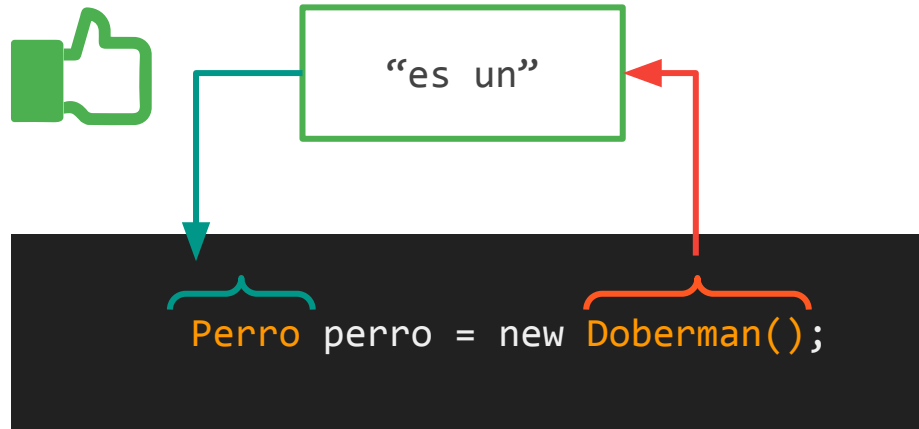 “es un”
Perro perro = new Doberman();